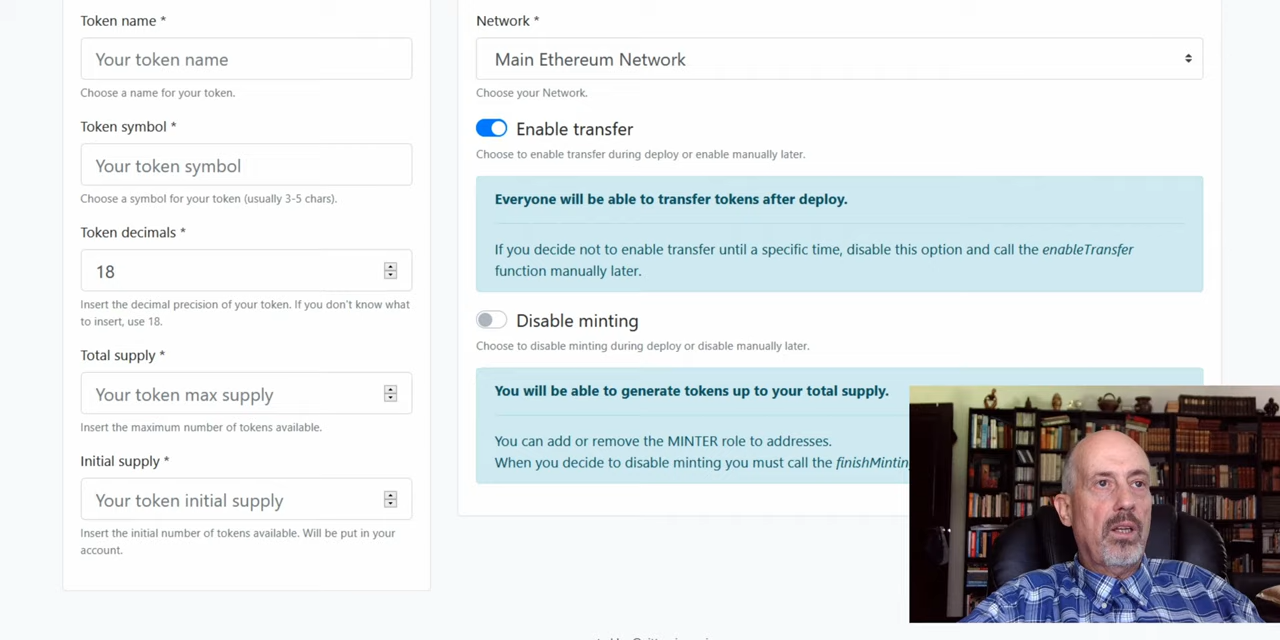 Token name *
Your token name
Choose a name for your token.
Token symbol *
Your token symbol
Choose a symbol for your token (usually 3-5 chars).
Token decimals *
18
Insert the decimal precision of your token. If you don't know what
to insert, use 18.
Total supply *
Your token max supply
Insert the maximum number of tokens available.
Initial supply *
Your token initial supply
Insert the initial number of tokens available. Will be put in your
account.
Network *
Main Ethereum Network
Choose your Network.
Enable transfer
Choose to enable transfer during deploy or enable manually later.
Everyone will be able to transfer tokens after deploy.
If you decide not to enable transfer until a specific time, disable this option and call the enableTransfer
function manually later.
Disable minting
Choose to disable minting during deploy or disable manually later.
You will be able to generate tokens up to your total supply.
You can add or remove the MINTER role to addresses.
When you decide to disable minting you must call the finishMinting